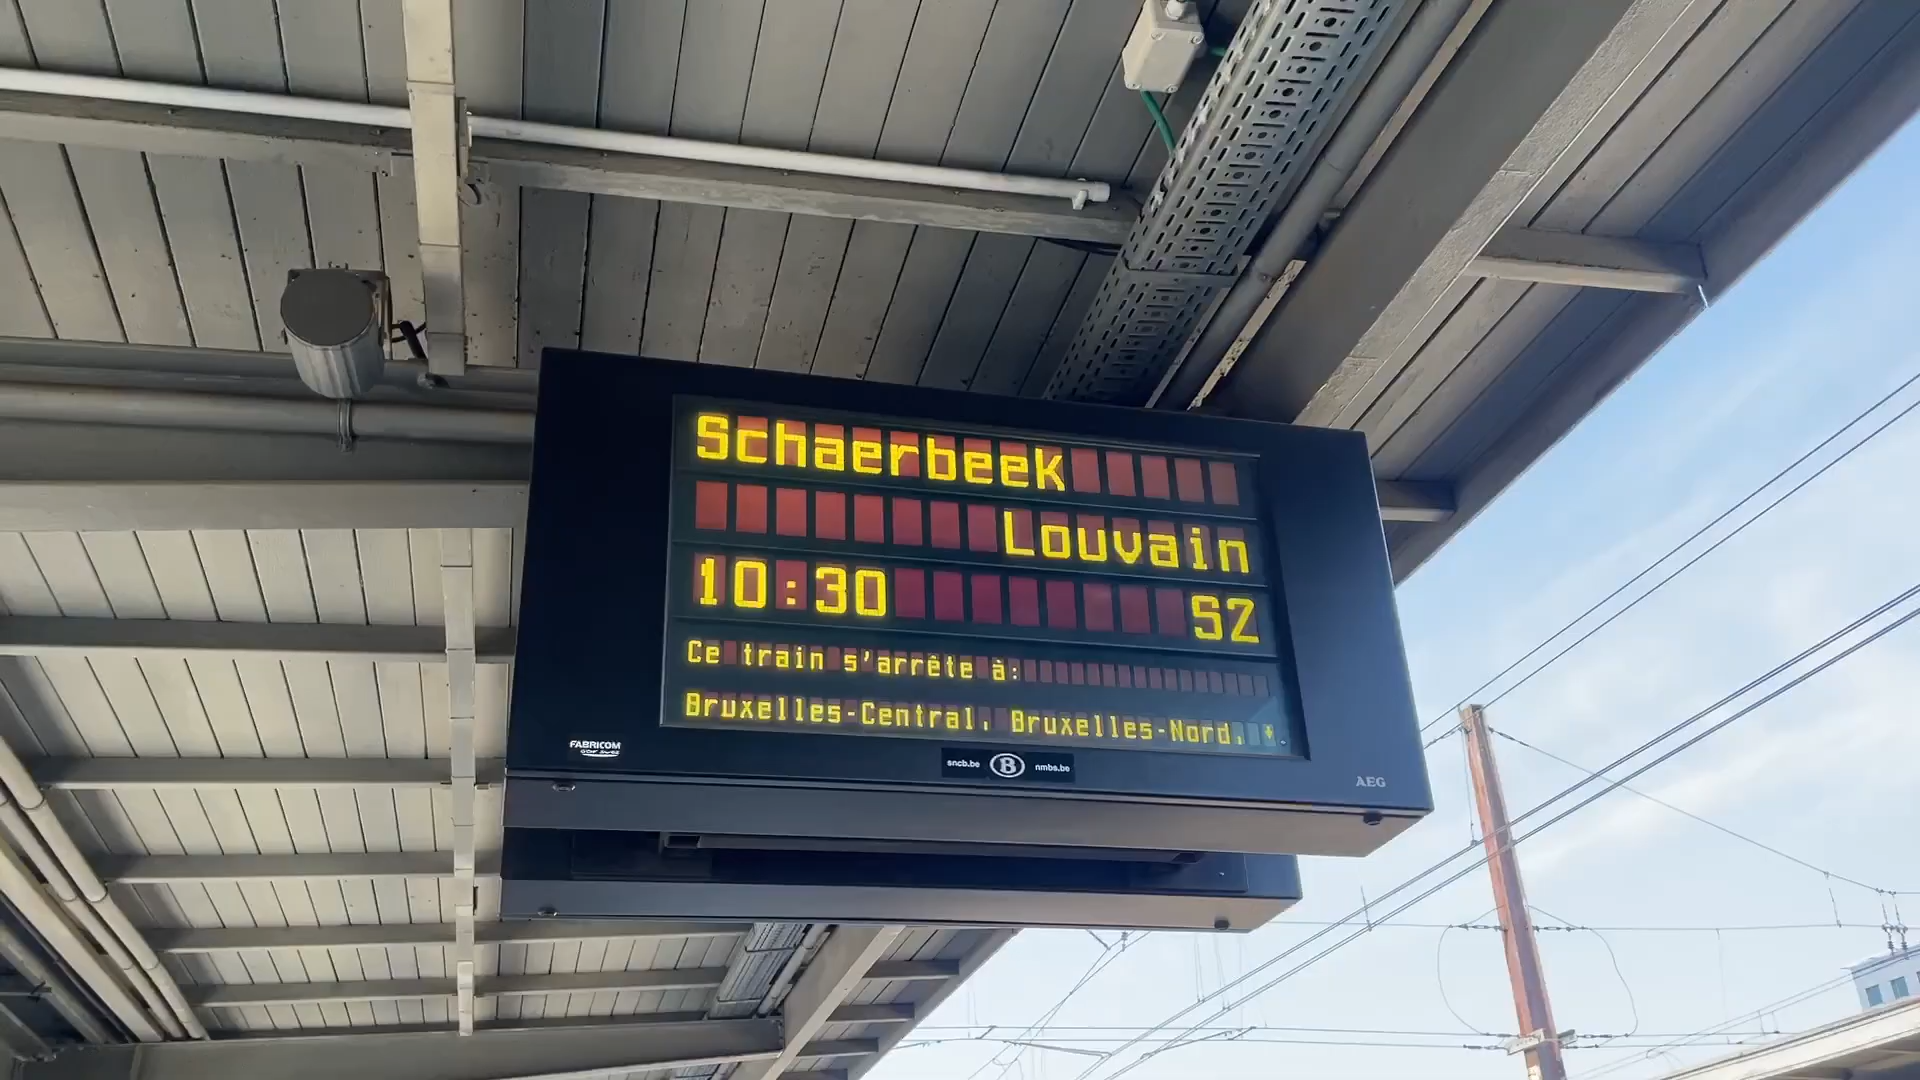 Schaerbeek
Louvain
10:30 S2
Ce train s'arrête à:
Bruxelles-Central, Bruxelles-Nord,
FABRICOM
sncb.be B nmbs.be
AEG